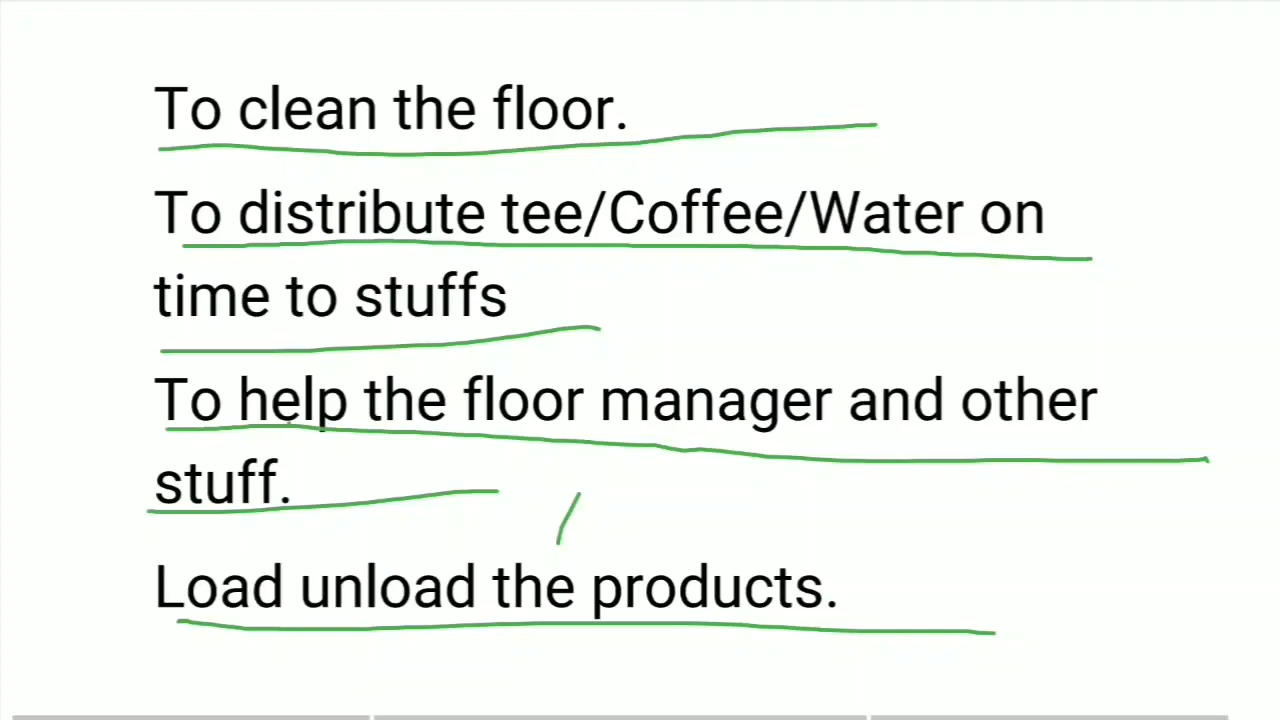 To clean the floor.
To distribute tee/Coffee/Water on
time to stuffs
To help the floor manager and other
stuff.
Load unload the products.